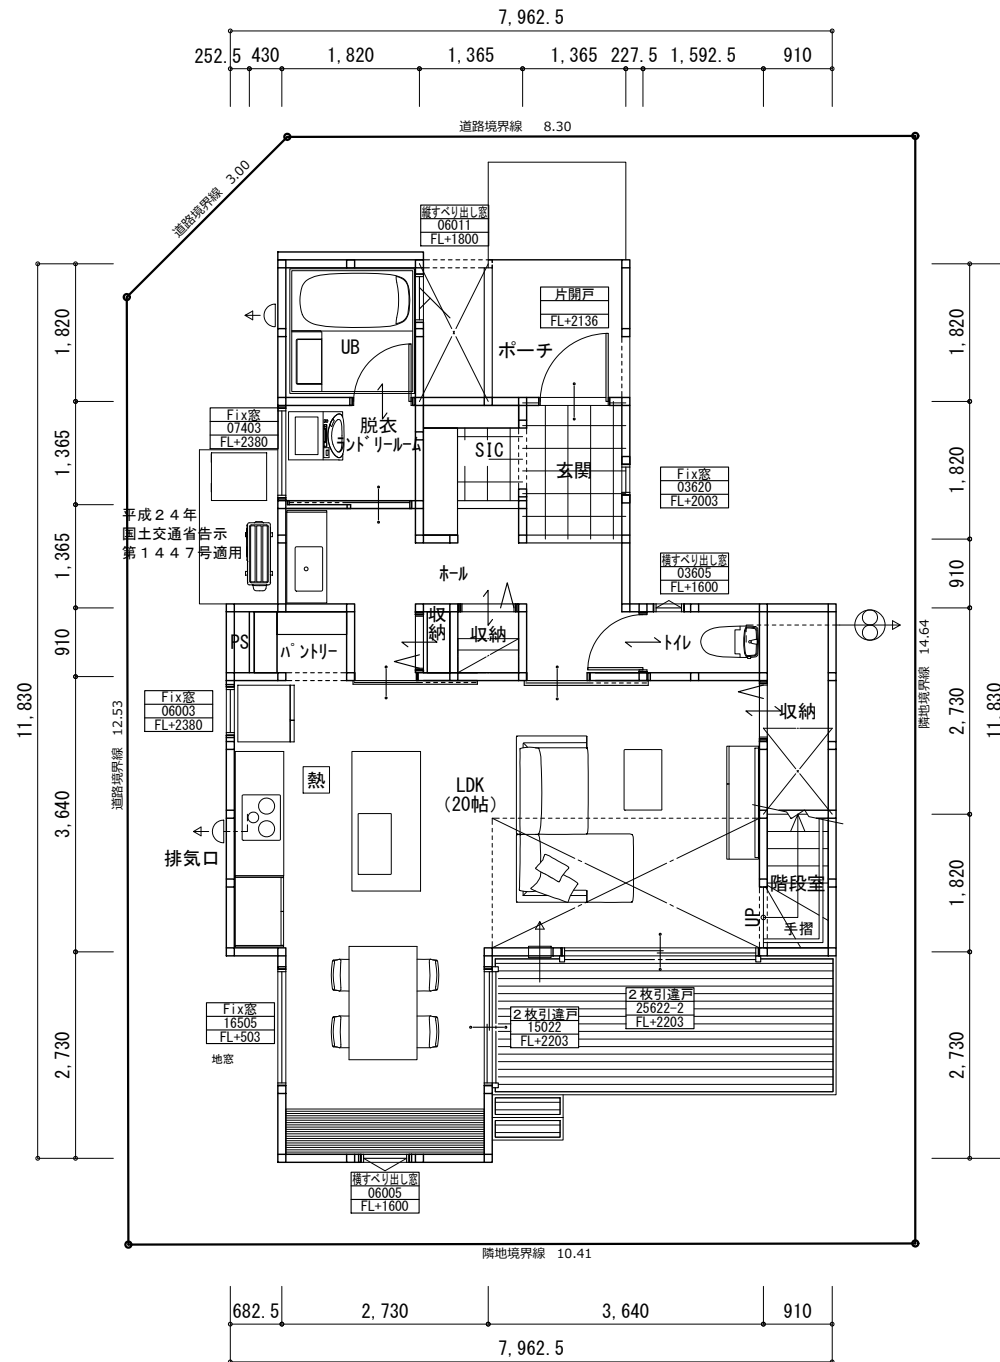 7,962.5
252.5 430 1,820 1,365 1,365 227.5 1,592.5 910
道路境界線 8.30
道路境界線 3.00
縦すべり出し窓
06011
FL+1800
片開戸
FL+2136
ポーチ
UB
1,820
1,820
Fix窓
07403
FL+2380
脱衣
ランドリールーム
SIC
玄関
Fix窓
03620
FL+2003
1,365
1,820
平成24年
国土交通省告示
第1447号適用
横すべり出し窓
03605
FL+1600
1,365
910
ホール
収納
収納
トイレ
PS
パントリー
910
隣地境界線 14.64
11,830
11,830
Fix窓
06003
FL+2380
収納
2,730
道路境界線 12.53
熱
LDK
(20帖)
3,640
排気口
階段室
UP
手摺
1,820
Fix窓
16505
FL+503
地窓
2枚引違戸
15022
FL+2203
2枚引違戸
25622-2
FL+2203
2,730
2,730
横すべり出し窓
06005
FL+1600
隣地境界線 10.41
682.5 2,730 3,640 910
7,962.5